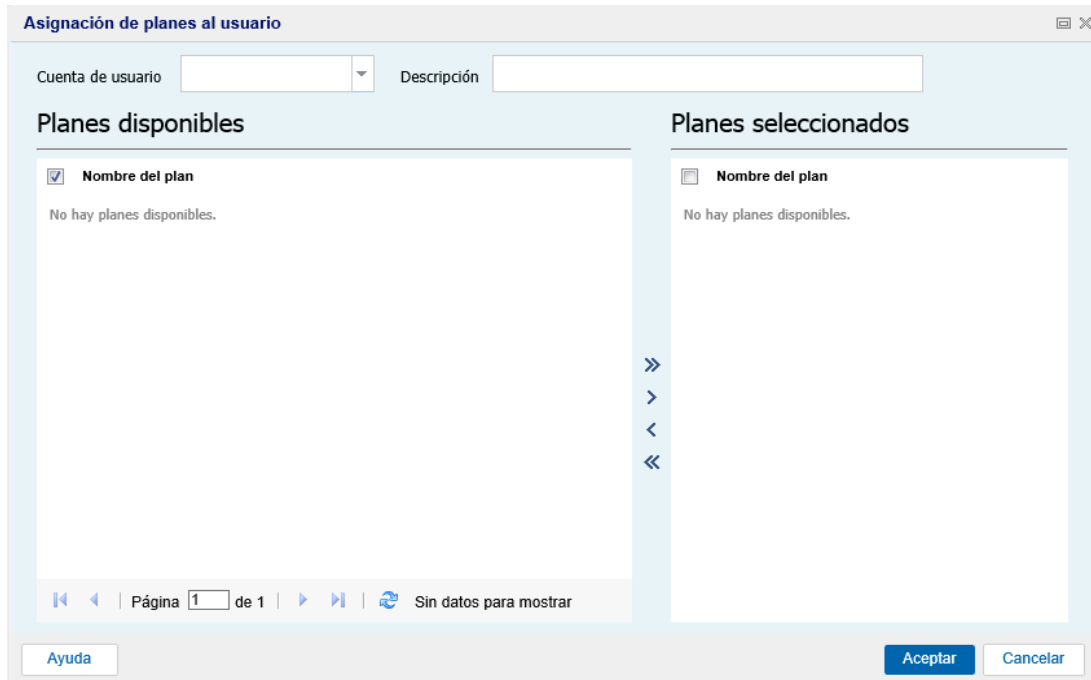 Asignación de planes al usuario
Cuenta de usuario
Descripción
Planes disponibles
Nombre del plan
No hay planes disponibles.
Página 1 de 1
Sin datos para mostrar
Planes seleccionados
Nombre del plan
No hay planes disponibles.
Ayuda
Aceptar
Cancelar